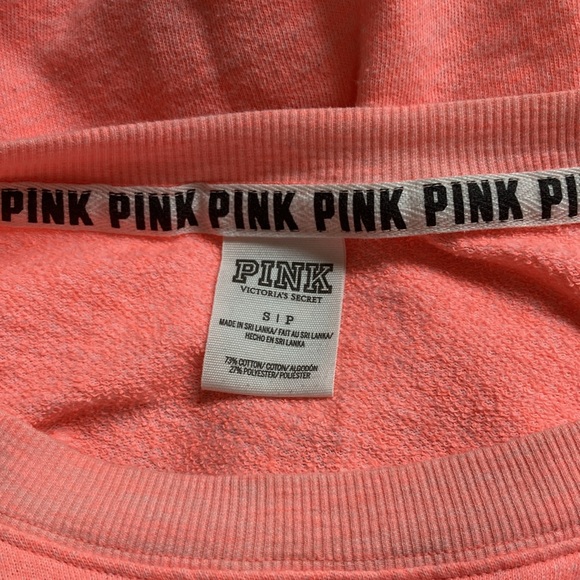 PINK PINK PINK PINK PINK PI
PINK
VICTORIA'S SECRET
S | P
MADE IN SRI LANKA/ FAIT AU SRI LANKA/
HECHO EN SRI LANKA
73% COTTON/ COTON/ ALGODÓN
27% POLYESTER/ POLIÉSTER